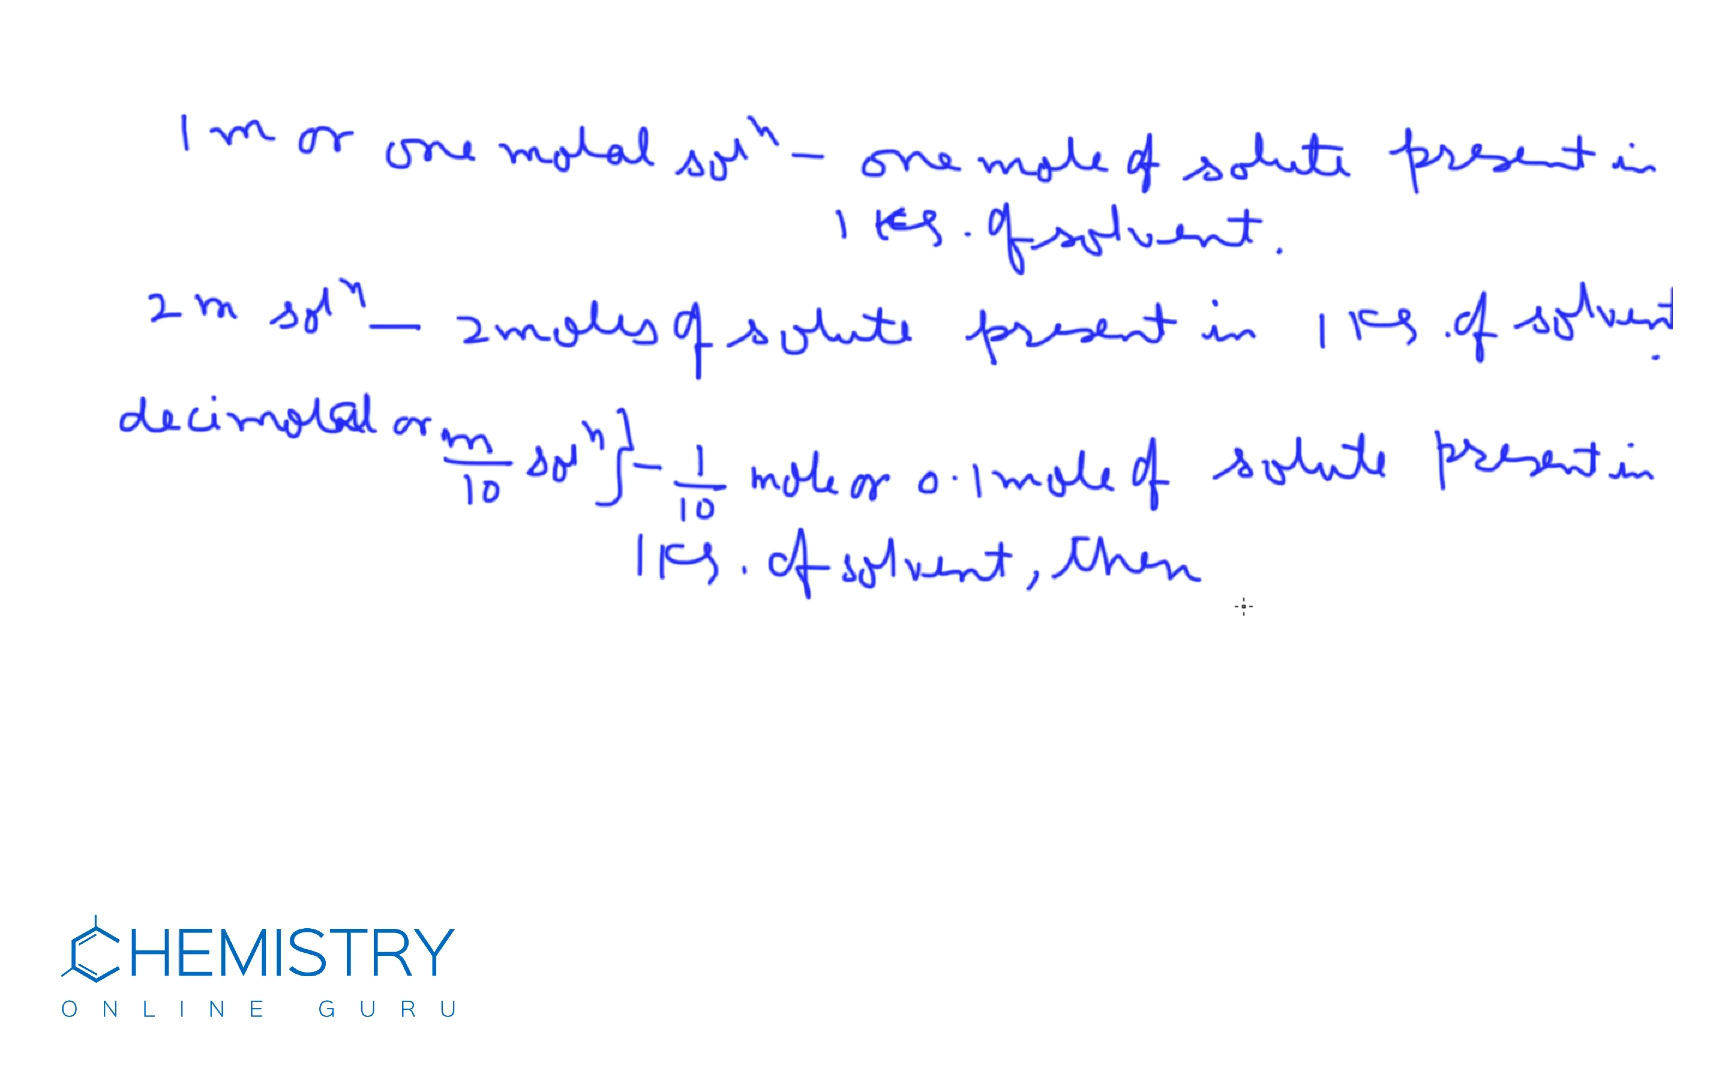 1 m or one molal solⁿ – one mole of solute present in
1 Kg. of solvent.
2 m solⁿ – 2 moles of solute present in 1 Kg. of solvent.
decimolal or m/10 solⁿ} – 1/10 mole or 0.1 mole of solute present in
1 Kg. of solvent, then
CHEMISTRY
ONLINE GURU